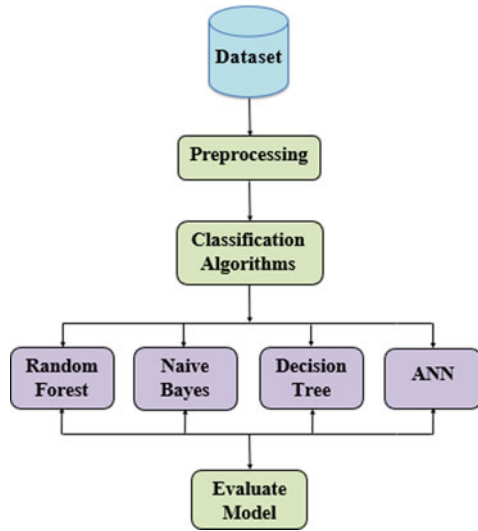 Dataset
Preprocessing
Classification
Algorithms
Random
Forest
Naive
Bayes
Decision
Tree
ANN
Evaluate
Model